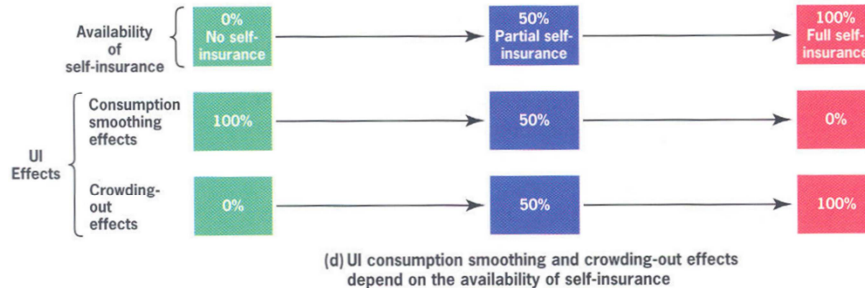 Availability
of
self-insurance
0%
No self-
insurance
50%
Partial self-
insurance
100%
Full self-
insurance
UI
Effects
Consumption
smoothing
effects
100%
50%
0%
Crowding-
out
effects
0%
50%
100%
(d) UI consumption smoothing and crowding-out effects
depend on the availability of self-insurance